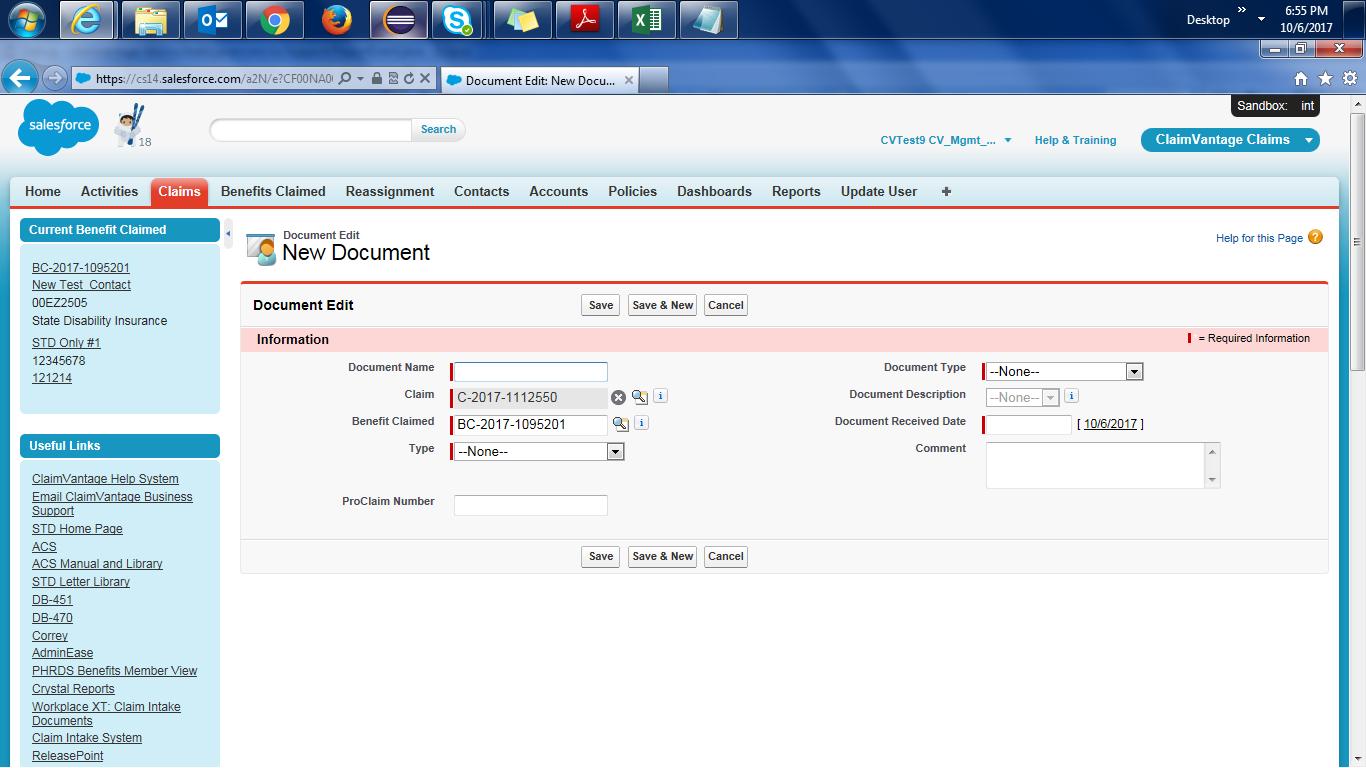 Desktop
6:55 PM
10/6/2017
https://cs14.salesforce.com/a2N/e?CF00NA0
Document Edit: New Docu...
salesforce
18
Search
Sandbox: int
CVTest9 CV_Mgmt_...
Help & Training
ClaimVantage Claims
Home Activities Claims Benefits Claimed Reassignment Contacts Accounts Policies Dashboards Reports Update User +
Current Benefit Claimed
BC-2017-1095201
New Test_Contact
00EZ2505
State Disability Insurance
STD Only #1
12345678
121214
Useful Links
ClaimVantage Help System
Email ClaimVantage Business
Support
STD Home Page
ACS
ACS Manual and Library
STD Letter Library
DB-451
DB-470
Correy
AdminEase
PHRDS Benefits Member View
Crystal Reports
Workplace XT: Claim Intake
Documents
Claim Intake System
ReleasePoint
Document Edit
New Document
Help for this Page
Document Edit Save Save & New Cancel
Information = Required Information
Document Name
Document Type --None--
Claim C-2017-1112550
Document Description --None--
Benefit Claimed BC-2017-1095201
Document Received Date [ 10/6/2017 ]
Type --None--
Comment
ProClaim Number
Save Save & New Cancel